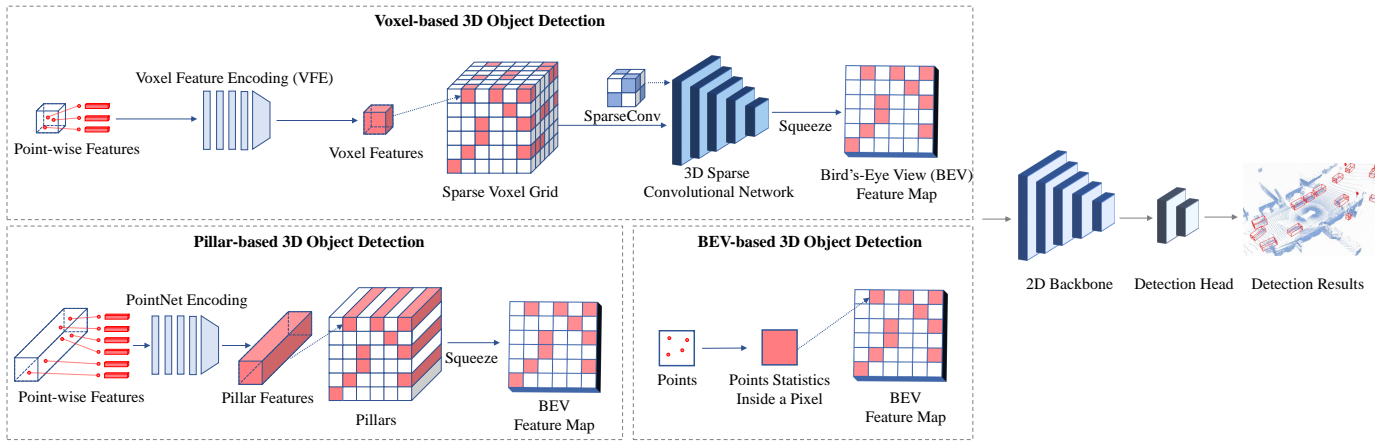 Voxel-based 3D Object Detection
Voxel Feature Encoding (VFE)
Point-wise Features
Voxel Features
Sparse Voxel Grid
SparseConv
3D Sparse
Convolutional Network
Squeeze
Bird's-Eye View (BEV)
Feature Map
Pillar-based 3D Object Detection
PointNet Encoding
Point-wise Features
Pillar Features
Pillars
Squeeze
BEV
Feature Map
BEV-based 3D Object Detection
Points
Points Statistics
Inside a Pixel
BEV
Feature Map
2D Backbone
Detection Head
Detection Results